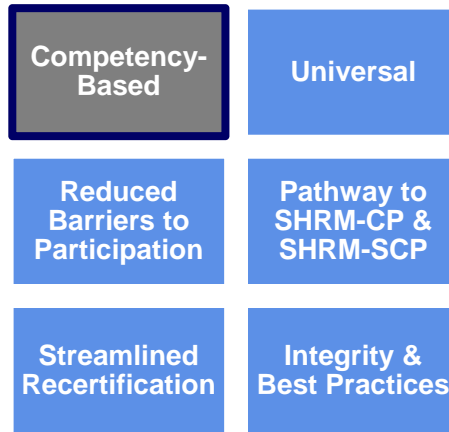 Competency-
Based
Universal
Reduced
Barriers to
Participation
Pathway to
SHRM-CP &
SHRM-SCP
Streamlined
Recertification
Integrity &
Best Practices